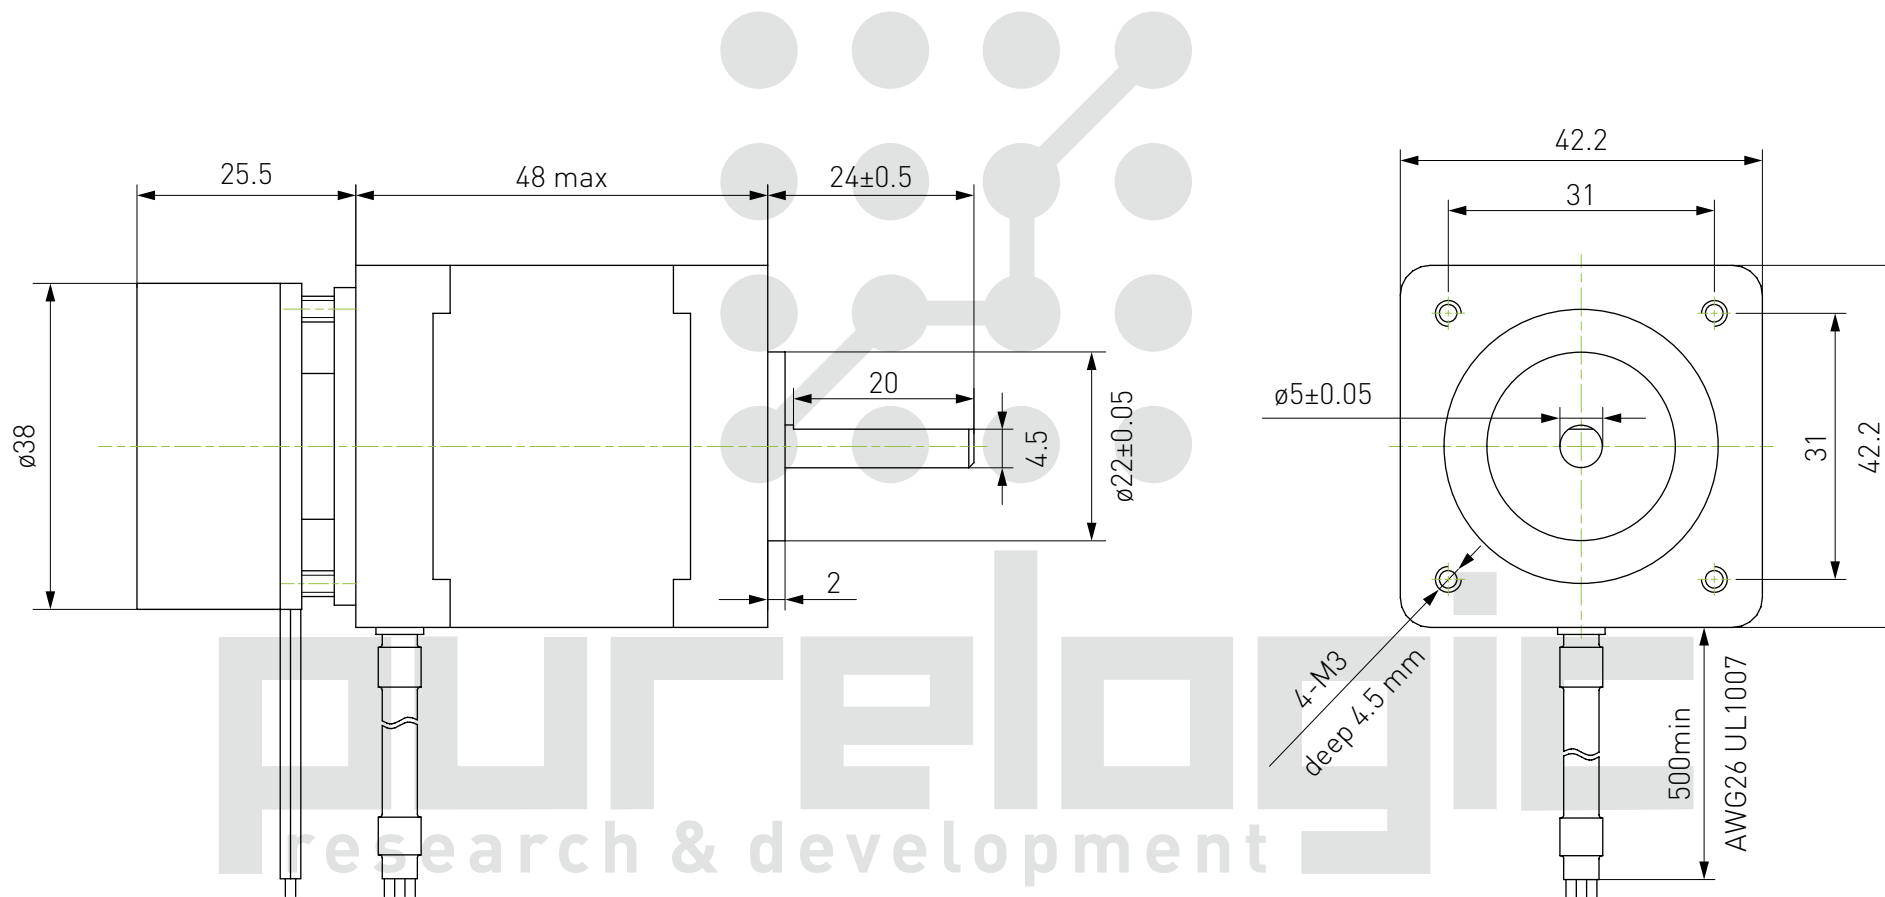 42.2
25.5
48 max
24±0.5
31
20
ø5±0.05
ø38
4.5
ø22±0.05
31
42.2
2
4-M3
deep 4.5 mm
500min
AWG26 UL1007
purelogic
research & development